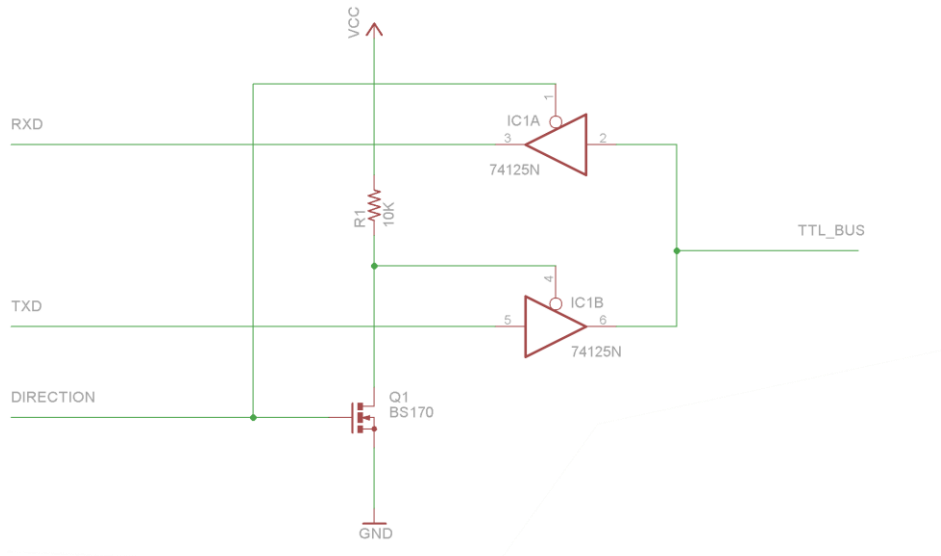 VCC
1
IC1A
RXD
3
2
74125N
R1
10K
TTL_BUS
4
TXD
IC1B
5
6
74125N
DIRECTION
Q1
BS170
GND